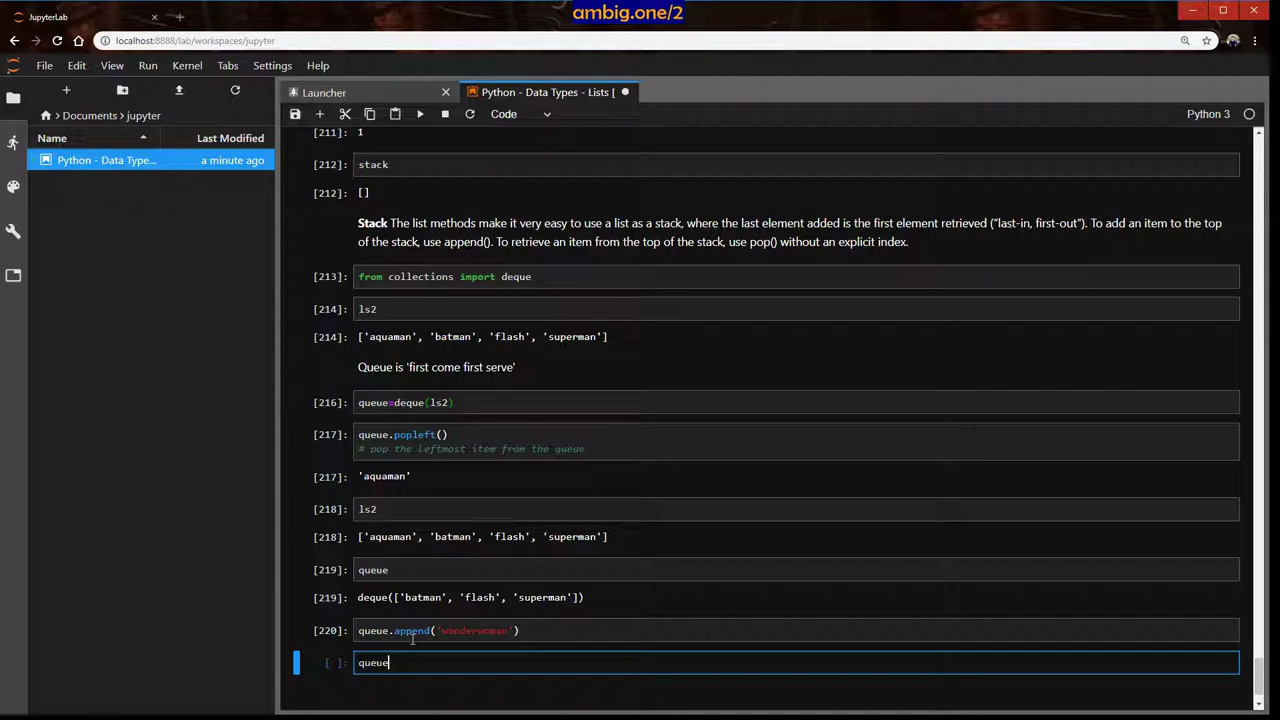 ambig.one/2
JupyterLab
localhost:8888/lab/workspaces/jupyter
File Edit View Run Kernel Tabs Settings Help
Launcher
Python - Data Types - Lists [
Documents jupyter
Code
Python 3
Name Last Modified
Python - Data Type... a minute ago
[211]: 1
[212]: stack
[212]: []
Stack The list methods make it very easy to use a list as a stack, where the last element added is the first element retrieved (“last-in, first-out”). To add an item to the top
of the stack, use append(). To retrieve an item from the top of the stack, use pop() without an explicit index.
[213]: from collections import deque
[214]: ls2
[214]: ['aquaman', 'batman', 'flash', 'superman']
Queue is 'first come first serve'
[216]: queue=deque(ls2)
[217]: queue.popleft()
# pop the leftmost item from the queue
[217]: 'aquaman'
[218]: ls2
[218]: ['aquaman', 'batman', 'flash', 'superman']
[219]: queue
[219]: deque(['batman', 'flash', 'superman'])
[220]: queue.append('wonderwoman')
[ ]: queue